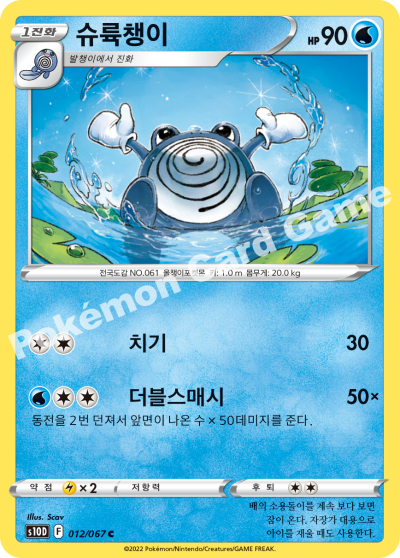 1진화 슈륙챙이 HP 90
발챙이에서 진화
전국도감 NO.061 올챙이포켓몬 키: 1.0 m 몸무게: 20.0 kg
Pokémon Card Game
치기 30
더블스매시 50×
동전을 2번 던져서 앞면이 나온 수×50데미지를 준다.
약점 ×2 저항력 후퇴
Illus. Scav
s10D F 012/067 C
배의 소용돌이를 계속 보다 보면
잠이 온다. 자장가 대용으로
아이를 재울 때도 사용한다.
©2022 Pokémon/Nintendo/Creatures/GAME FREAK.